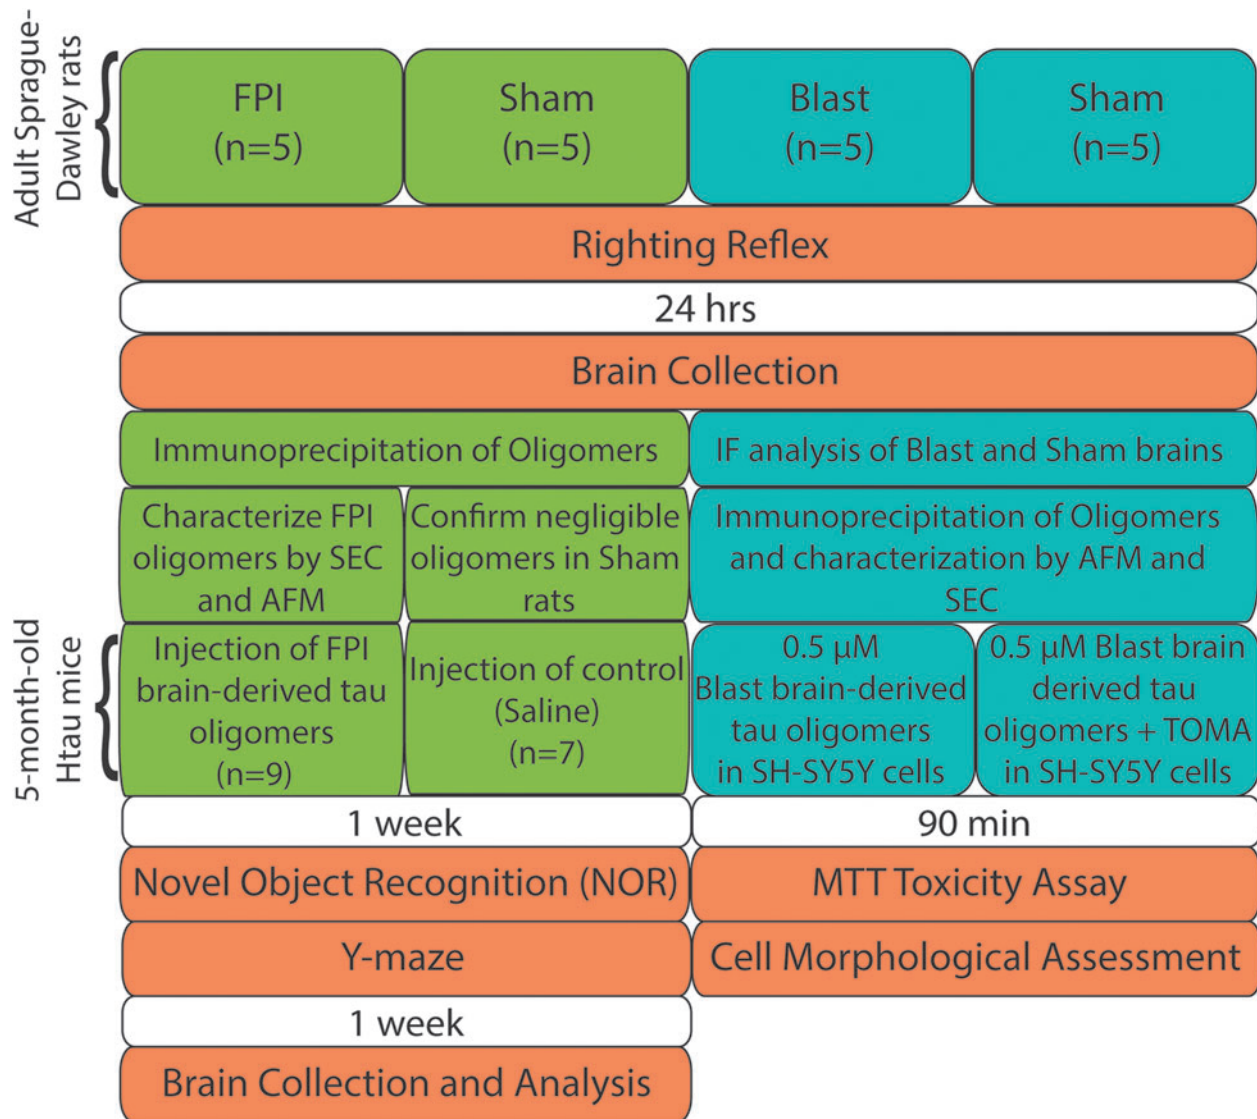 Adult Sprague-
Dawley rats
FPI
(n=5)
Sham
(n=5)
Blast
(n=5)
Sham
(n=5)
Righting Reflex
24 hrs
Brain Collection
Immunoprecipitation of Oligomers
IF analysis of Blast and Sham brains
Characterize FPI
oligomers by SEC
and AFM
Confirm negligible
oligomers in Sham
rats
Immunoprecipitation of Oligomers
and characterization by AFM and
SEC
5-month-old
Htau mice
Injection of FPI
brain-derived tau
oligomers
(n=9)
Injection of control
(Saline)
(n=7)
0.5 µM
Blast brain-derived
tau oligomers
in SH-SY5Y cells
0.5 µM Blast brain
derived tau
oligomers + TOMA
in SH-SY5Y cells
1 week
90 min
Novel Object Recognition (NOR)
MTT Toxicity Assay
Y-maze
Cell Morphological Assessment
1 week
Brain Collection and Analysis